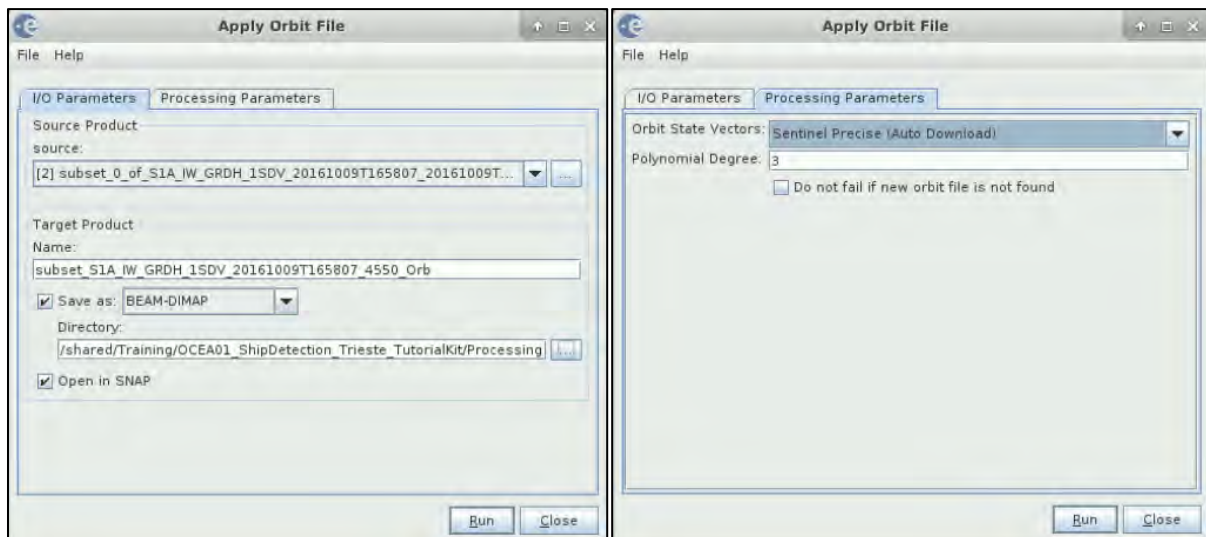 Apply Orbit File
File Help
I/O Parameters Processing Parameters
Source Product
source:
[2] subset_0_of_S1A_IW_GRDH_1SDV_20161009T165807_20161009T... ...
Target Product
Name:
subset_S1A_IW_GRDH_1SDV_20161009T165807_4550_Orb
Save as: BEAM-DIMAP
Directory:
/shared/Training/OCEA01_ShipDetection_Trieste_TutorialKit/Processing ...
Open in SNAP
Run Close
Apply Orbit File
File Help
I/O Parameters Processing Parameters
Orbit State Vectors: Sentinel Precise (Auto Download)
Polynomial Degree: 3
Do not fail if new orbit file is not found
Run Close